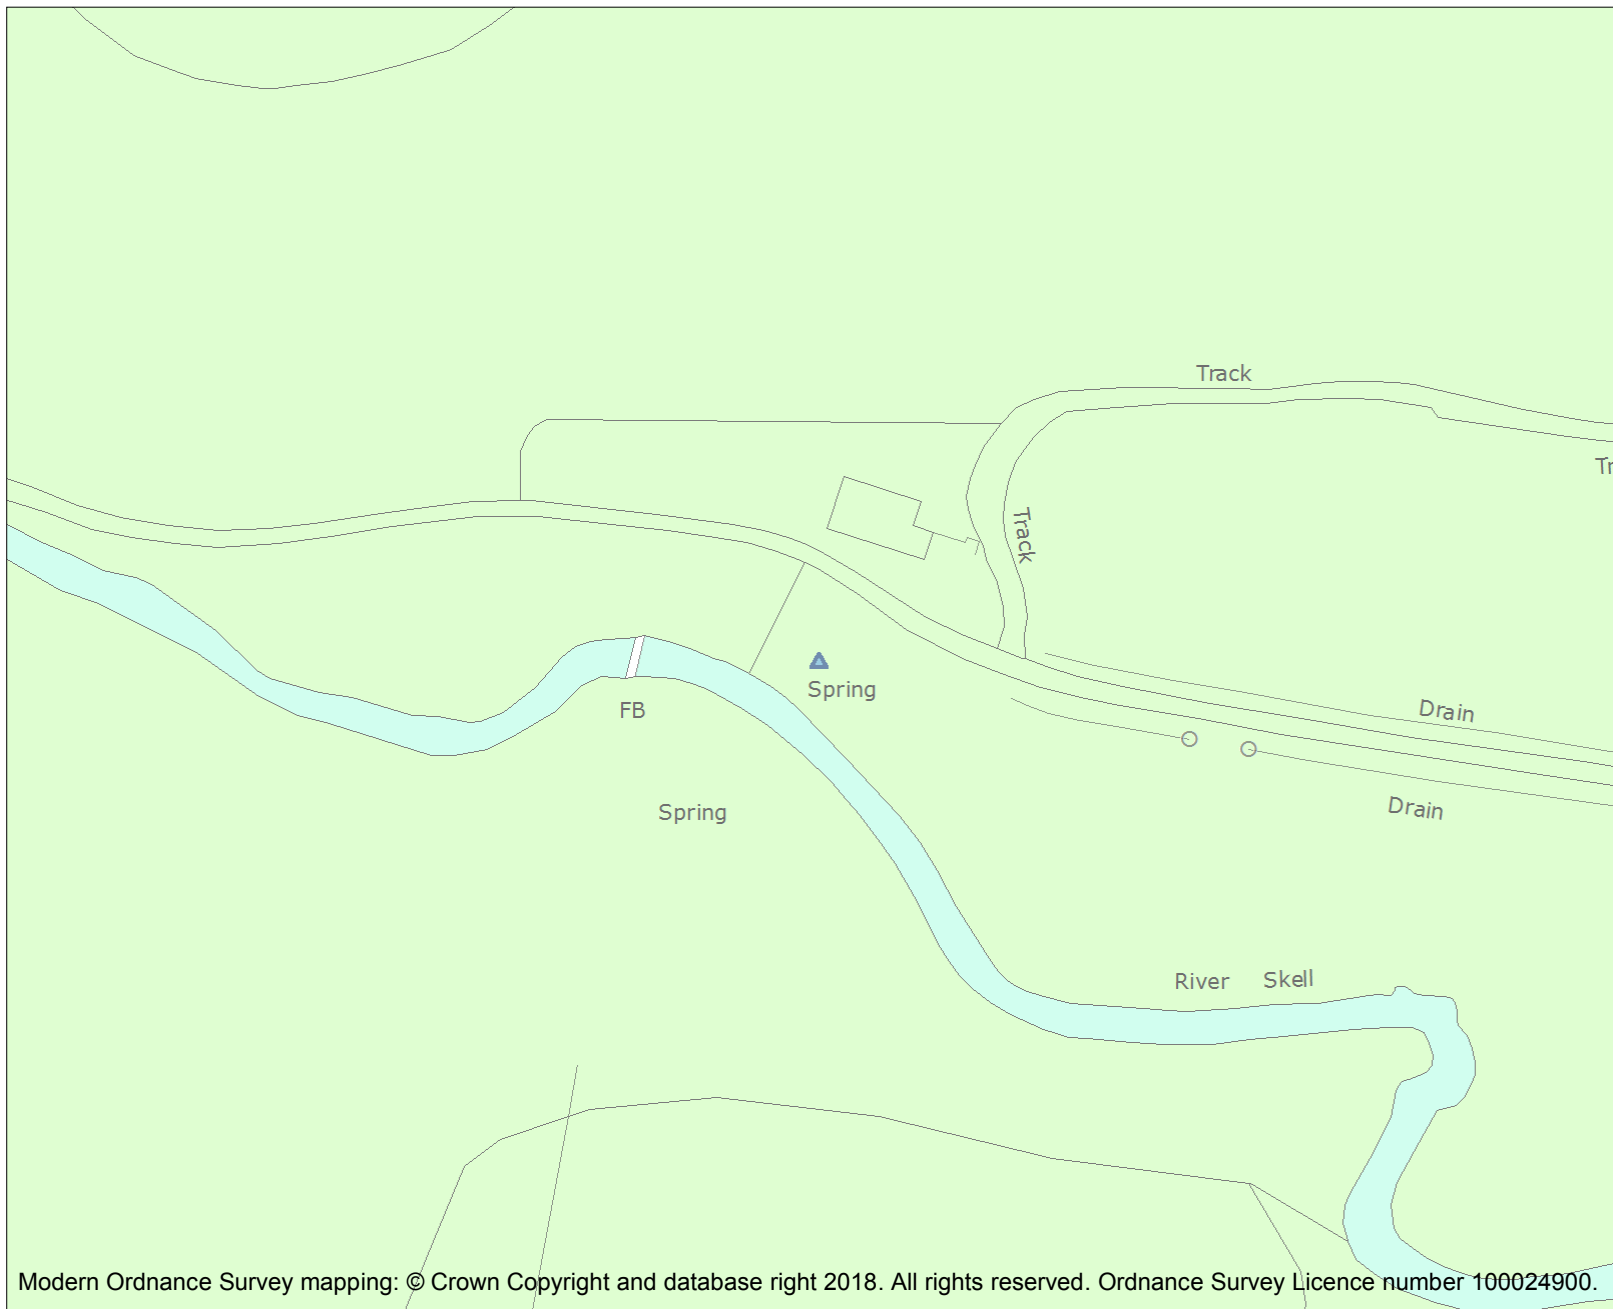 Track
Tr
Track
Spring
FB
Drain
Drain
Spring
River Skell
Modern Ordnance Survey mapping: © Crown Copyright and database right 2018. All rights reserved. Ordnance Survey Licence number 100024900.